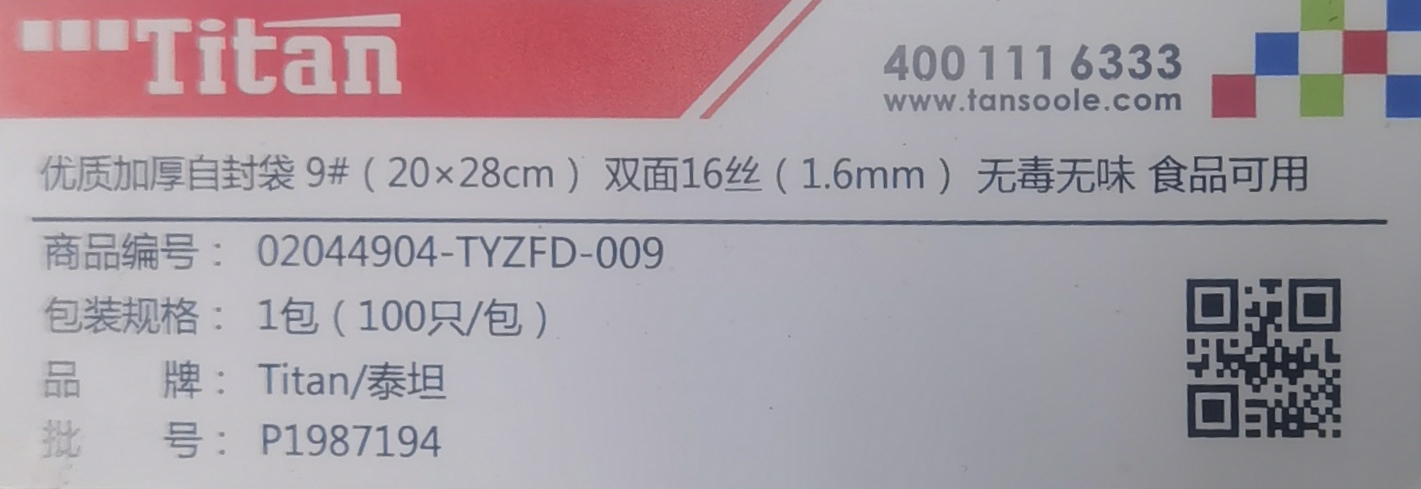 Titan
400 111 6333
www.tansoole.com
优质加厚自封袋 9#（20×28cm） 双面16丝（1.6mm） 无毒无味 食品可用
商品编号： 02044904-TYZFD-009
包装规格： 1包（100只/包）
品 牌： Titan/泰坦
批 号： P1987194